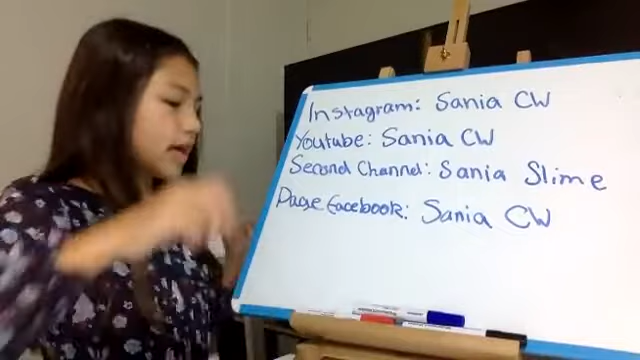 Instagram: Sania CW
Youtube: Sania CW
Second Channel: Sania Slime
Page Facebook: Sania CW